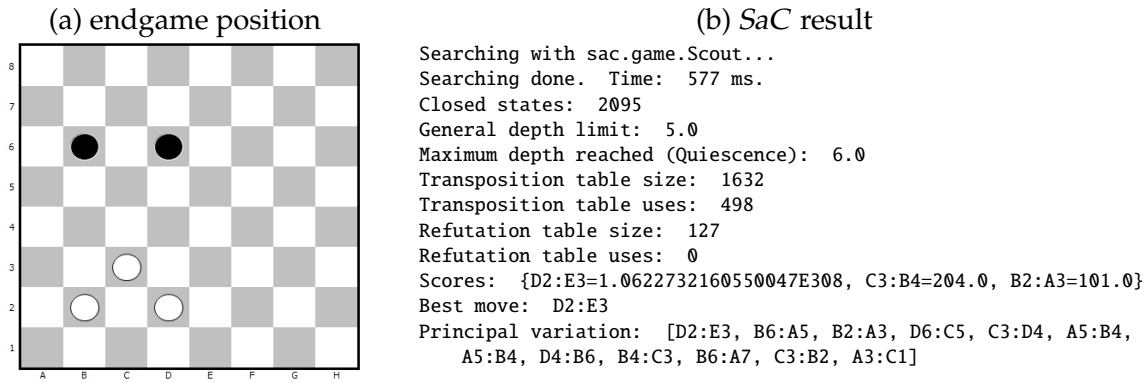 (a) endgame position
8
7
6
5
4
3
2
1
A B C D E F G H
(b) SaC result
Searching with sac.game.Scout...
Searching done. Time: 577 ms.
Closed states: 2095
General depth limit: 5.0
Maximum depth reached (Quiescence): 6.0
Transposition table size: 1632
Transposition table uses: 498
Refutation table size: 127
Refutation table uses: 0
Scores: {D2:E3=1.0622732160550047E308, C3:B4=204.0, B2:A3=101.0}
Best move: D2:E3
Principal variation: [D2:E3, B6:A5, B2:A3, D6:C5, C3:D4, A5:B4,
A5:B4, D4:B6, B4:C3, B6:A7, C3:B2, A3:C1]